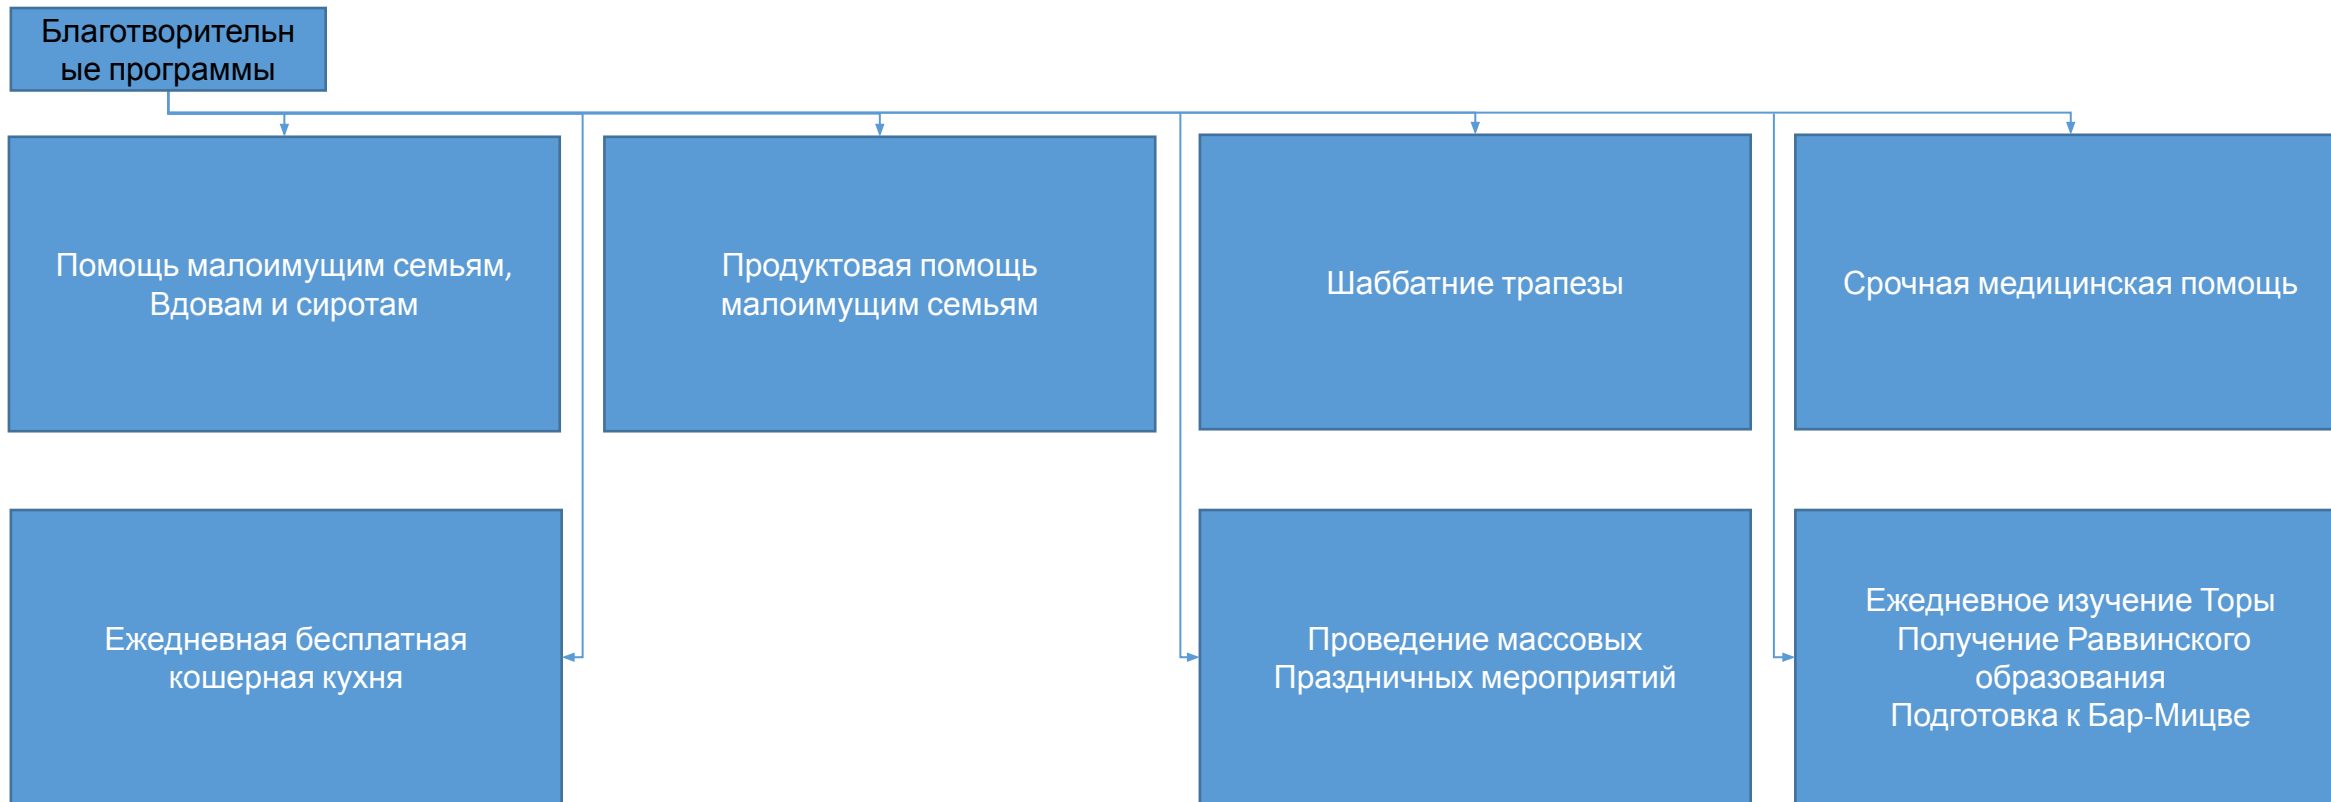 Благотворительн
ые программы
Помощь малоимущим семьям,
Вдовам и сиротам
Продуктовая помощь
малоимущим семьям
Шаббатние трапезы
Срочная медицинская помощь
Ежедневная бесплатная
кошерная кухня
Проведение массовых
Праздничных мероприятий
Ежедневное изучение Торы
Получение Раввинского
образования
Подготовка к Бар-Мицве